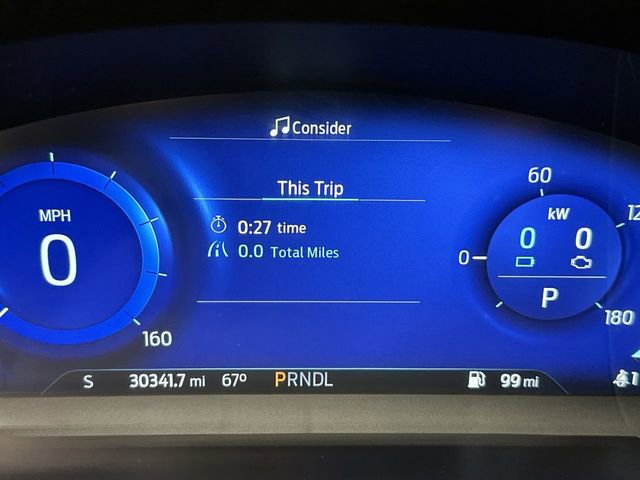 Consider
This Trip
0:27 time
0.0 Total Miles
MPH
0
160
60
kW
0 0
0
P
180
S 30341.7 mi 67° PRNDL 99 mi